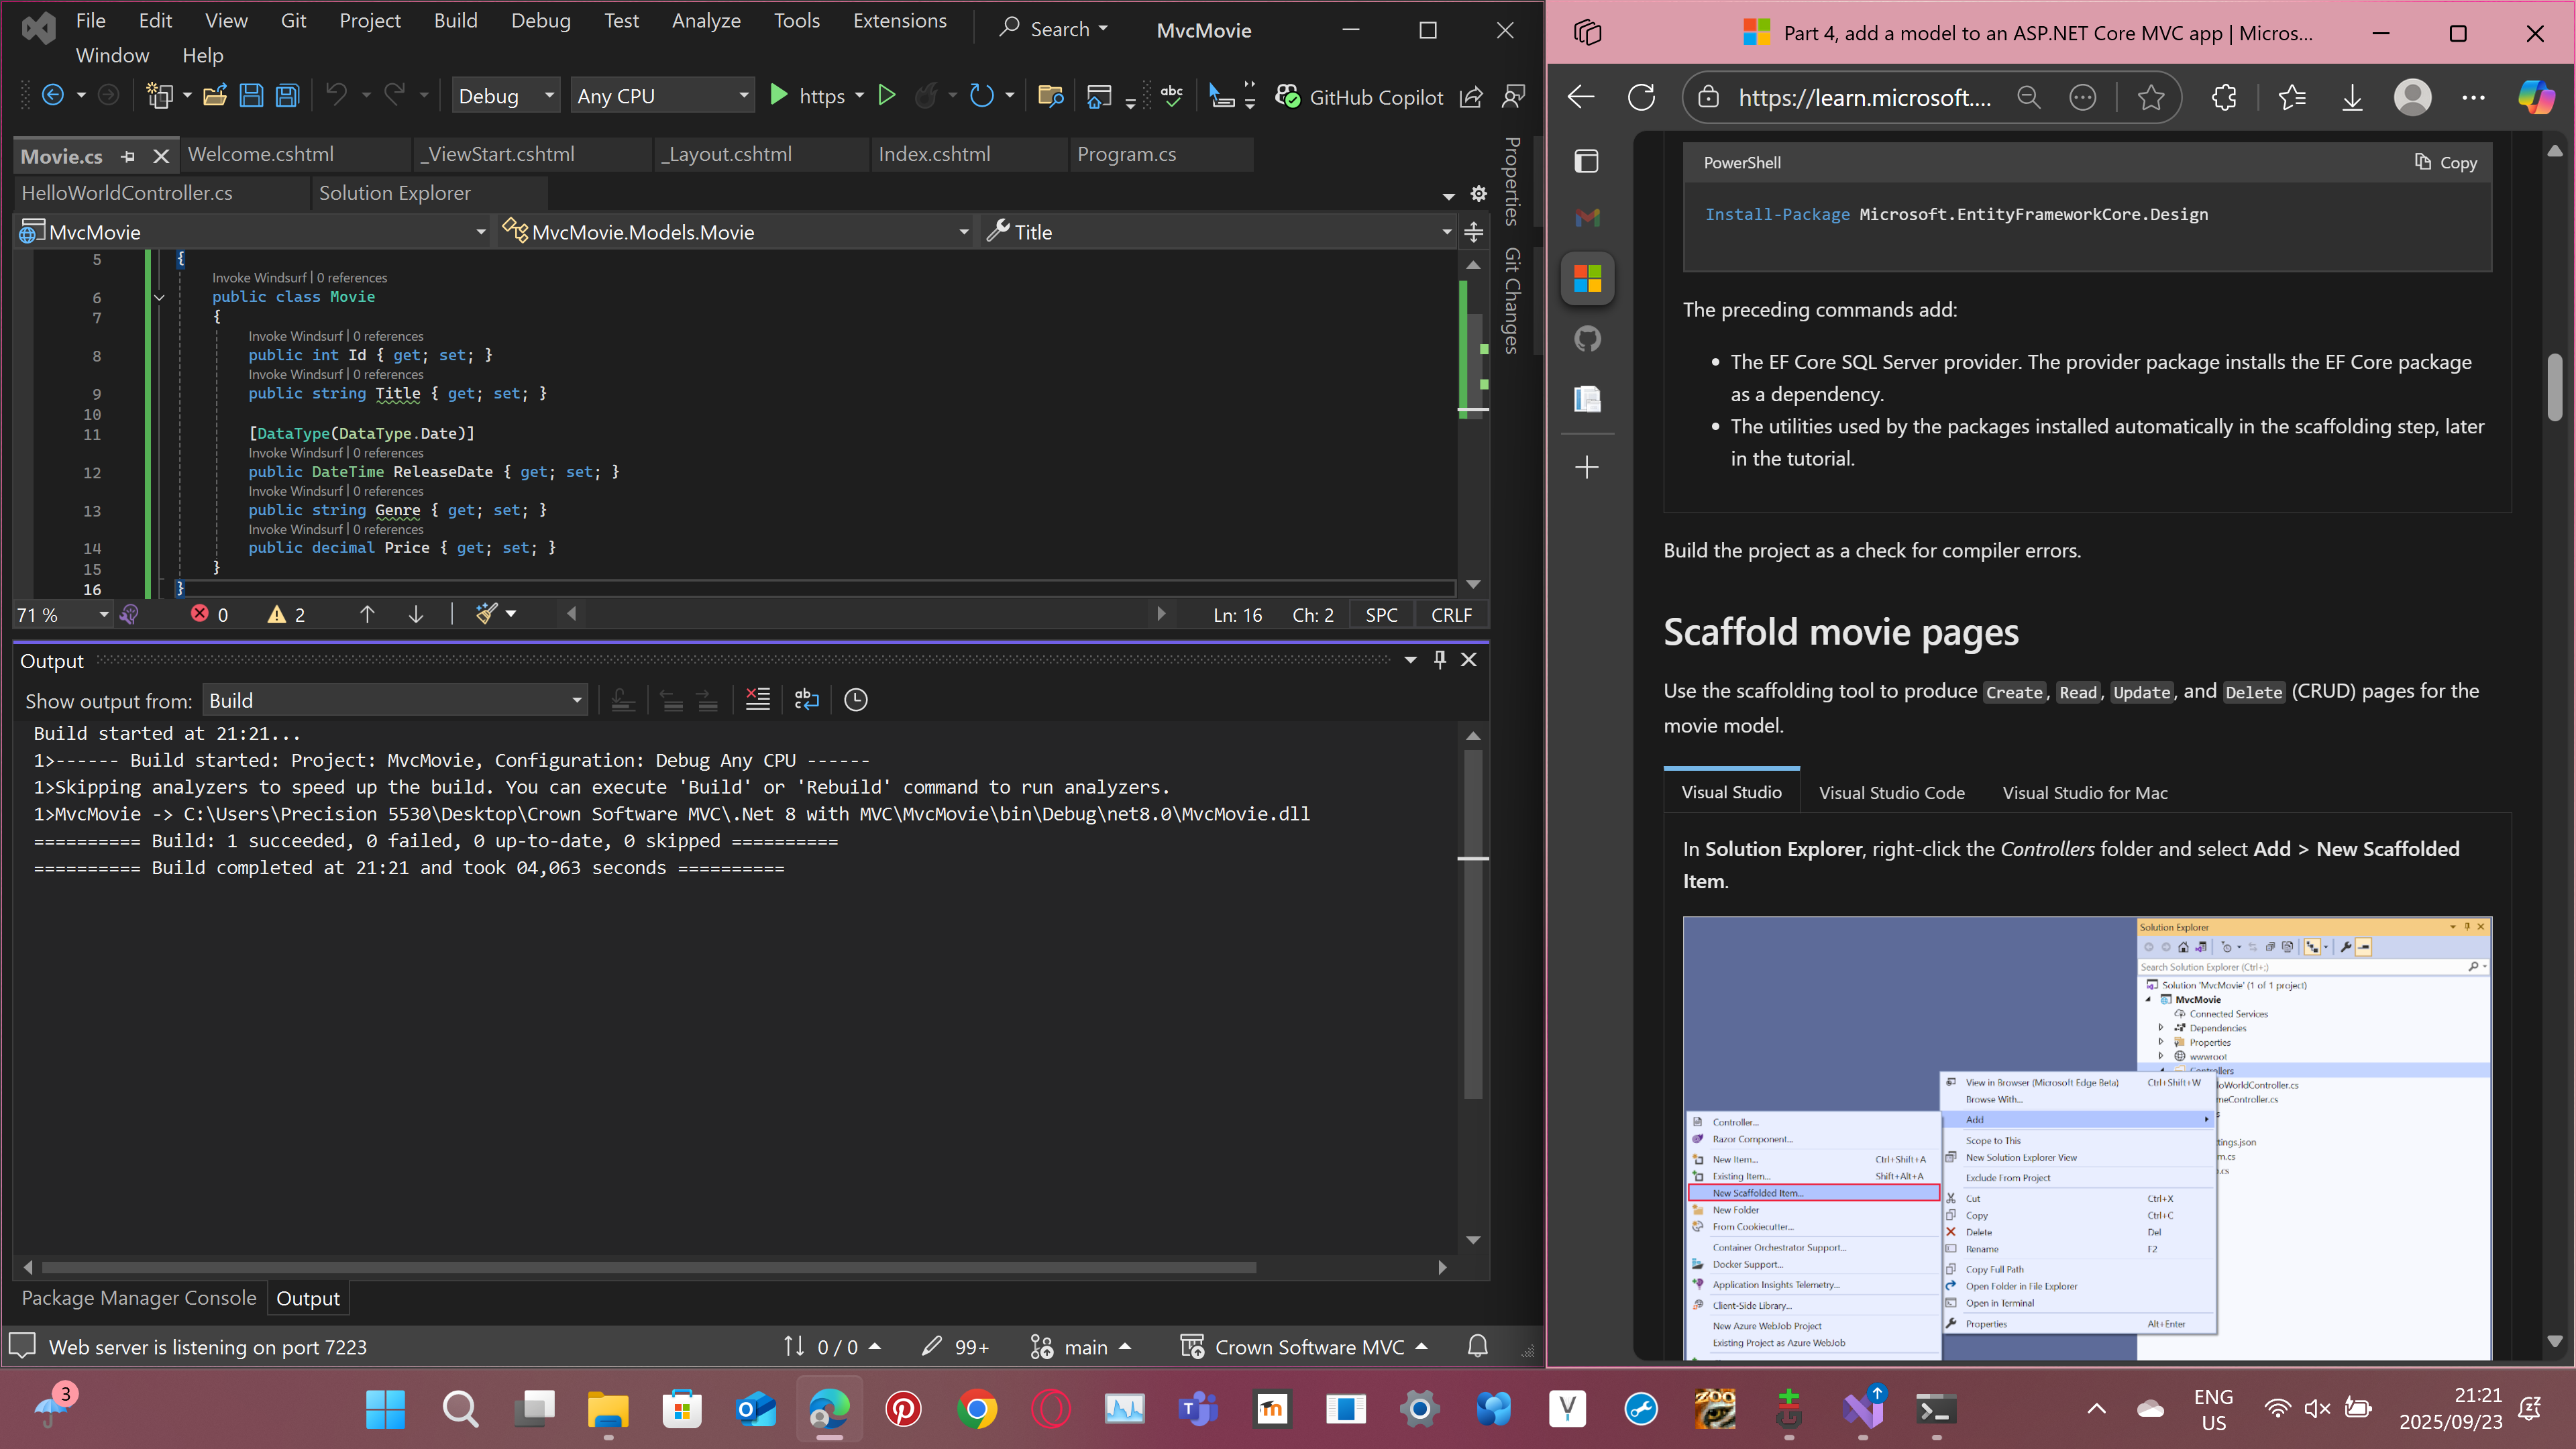 File Edit View Git Project Build Debug Test Analyze Tools Extensions Search MvcMovie
Window Help
Debug Any CPU https GitHub Copilot
Movie.cs Welcome.cshtml _ViewStart.cshtml _Layout.cshtml Index.cshtml Program.cs
HelloWorldController.cs Solution Explorer
Properties
Git Changes
MvcMovie MvcMovie.Models.Movie Title
5 {
Invoke Windsurf | 0 references
6 public class Movie
7 {
Invoke Windsurf | 0 references
8 public int Id { get; set; }
Invoke Windsurf | 0 references
9 public string Title { get; set; }
10
11 [DataType(DataType.Date)]
Invoke Windsurf | 0 references
12 public DateTime ReleaseDate { get; set; }
Invoke Windsurf | 0 references
13 public string Genre { get; set; }
Invoke Windsurf | 0 references
14 public decimal Price { get; set; }
15 }
16 }
71 % 0 2 Ln: 16 Ch: 2 SPC CRLF
Output
Show output from: Build
Build started at 21:21...
1>------ Build started: Project: MvcMovie, Configuration: Debug Any CPU ------
1>Skipping analyzers to speed up the build. You can execute 'Build' or 'Rebuild' command to run analyzers.
1>MvcMovie -> C:\Users\Precision 5530\Desktop\Crown Software MVC\.Net 8 with MVC\MvcMovie\bin\Debug\net8.0\MvcMovie.dll
========== Build: 1 succeeded, 0 failed, 0 up-to-date, 0 skipped ==========
========== Build completed at 21:21 and took 04,063 seconds ==========
Package Manager Console Output
Web server is listening on port 7223 0 / 0 99+ main Crown Software MVC
Part 4, add a model to an ASP.NET Core MVC app | Micros...
https://learn.microsoft....
PowerShell Copy
Install-Package Microsoft.EntityFrameworkCore.Design
The preceding commands add:
• The EF Core SQL Server provider. The provider package installs the EF Core package
as a dependency.
• The utilities used by the packages installed automatically in the scaffolding step, later
in the tutorial.
Build the project as a check for compiler errors.
Scaffold movie pages
Use the scaffolding tool to produce Create, Read, Update, and Delete (CRUD) pages for the
movie model.
Visual Studio Visual Studio Code Visual Studio for Mac
In Solution Explorer, right-click the Controllers folder and select Add > New Scaffolded
Item.
Solution Explorer
Search Solution Explorer (Ctrl+;)
Solution 'MvcMovie' (1 of 1 project)
MvcMovie
Connected Services
Dependencies
Properties
wwwroot
Controllers
loWorldController.cs
meController.cs
s
ttings.json
m.cs
o.cs
View in Browser (Microsoft Edge Beta) Ctrl+Shift+W
Browse With...
Add
Scope to This
New Solution Explorer View
Exclude From Project
Cut Ctrl+X
Copy Ctrl+C
Delete Del
Rename F2
Copy Full Path
Open Folder in File Explorer
Open in Terminal
Properties Alt+Enter
Controller...
Razor Component...
New Item... Ctrl+Shift+A
Existing Item... Shift+Alt+A
New Scaffolded Item...
New Folder
From Cookiecutter...
Container Orchestrator Support...
Docker Support...
Application Insights Telemetry...
Client-Side Library...
New Azure WebJob Project
Existing Project as Azure WebJob
3 ENG 21:21
US 2025/09/23